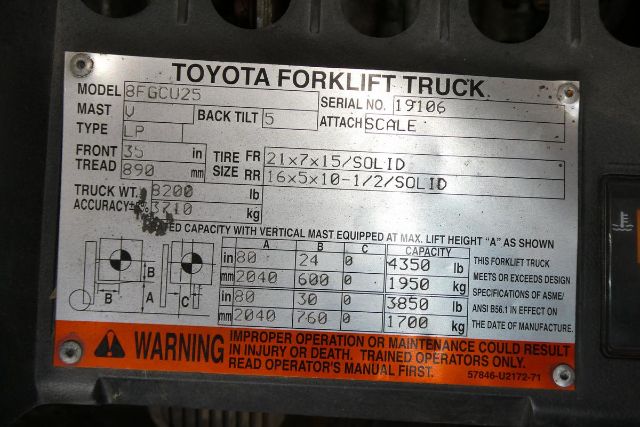 TOYOTA FORKLIFT TRUCK
MODEL 8FGCU25 SERIAL NO. 19106
MAST V BACK TILT 5 ATTACH SCALE
TYPE LP
FRONT TREAD 35 in 890 mm
TIRE SIZE FR 21x7x15/SOLID
RR 16x5x10-1/2/SOLID
TRUCK WT. 8200 lb
ACCURACY±5% 3710 kg
CAPACITY WITH VERTICAL MAST EQUIPPED AT MAX. LIFT HEIGHT "A" AS SHOWN
A B C CAPACITY
in 80 24 0 4350 lb
mm 2040 600 0 1950 kg
in 80 30 0 3850 lb
mm 2040 760 0 1700 kg
B A C B
THIS FORKLIFT TRUCK
MEETS OR EXCEEDS DESIGN
SPECIFICATIONS OF ASME/
ANSI B56.1 IN EFFECT ON
THE DATE OF MANUFACTURE.
WARNING
IMPROPER OPERATION OR MAINTENANCE COULD RESULT
IN INJURY OR DEATH. TRAINED OPERATORS ONLY.
READ OPERATOR'S MANUAL FIRST.
57846-U2172-71